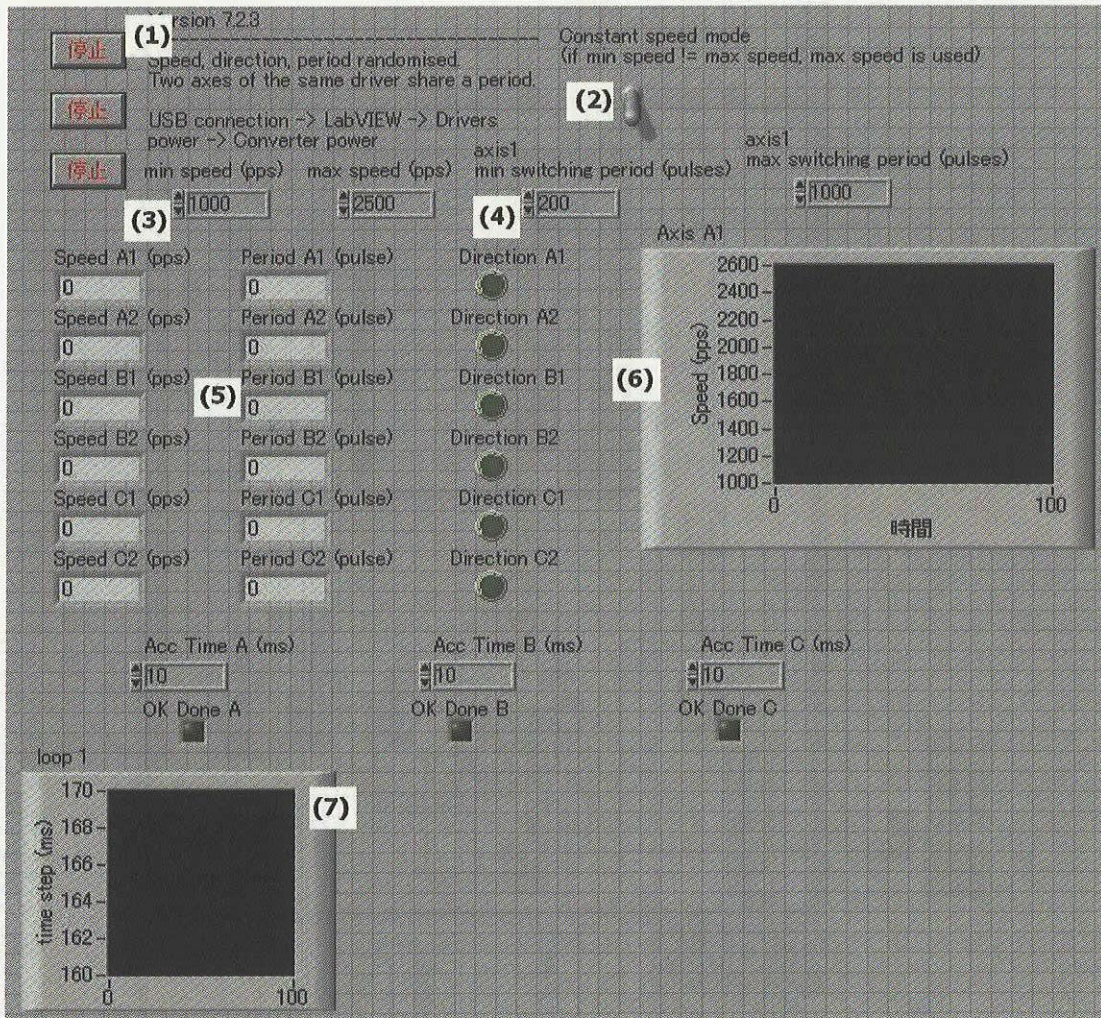 Version 7.2.3
(1)
停止
Speed, direction, period randomised.
Two axes of the same driver share a period.
Constant speed mode
(if min speed != max speed, max speed is used)
(2)
停止
USB connection -> LabVIEW -> Drivers
power -> Converter power
停止
min speed (pps)
max speed (pps)
axis1
min switching period (pulses)
axis1
max switching period (pulses)
(3)
1000
2500
(4)
200
1000
Speed A1 (pps)
Period A1 (pulse)
Direction A1
0
0
Speed A2 (pps)
Period A2 (pulse)
Direction A2
0
0
Speed B1 (pps)
Period B1 (pulse)
Direction B1
(5)
0
0
Speed B2 (pps)
Period B2 (pulse)
Direction B2
0
0
Speed C1 (pps)
Period C1 (pulse)
Direction C1
0
0
Speed C2 (pps)
Period C2 (pulse)
Direction C2
0
0
Axis A1
(6)
Speed (pps)
2600
2400
2200
2000
1800
1600
1400
1200
1000
0
100
時間
Acc Time A (ms)
Acc Time B (ms)
Acc Time C (ms)
10
10
10
OK Done A
OK Done B
OK Done C
loop 1
(7)
time step (ms)
170
168
166
164
162
160
0
100